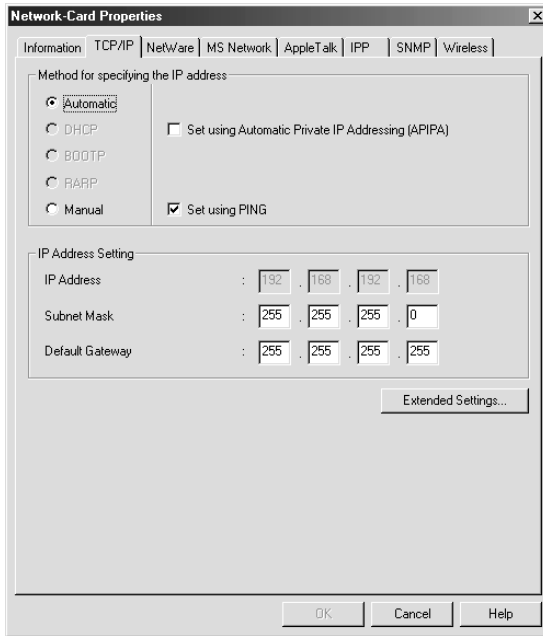 Network-Card Properties
Information TCP/IP NetWare MS Network AppleTalk IPP SNMP Wireless
Method for specifying the IP address
Automatic
DHCP Set using Automatic Private IP Addressing (APIPA)
BOOTP
RARP
Manual Set using PING
IP Address Setting
IP Address : 192 . 168 . 192 . 168
Subnet Mask : 255 . 255 . 255 . 0
Default Gateway : 255 . 255 . 255 . 255
Extended Settings...
OK Cancel Help